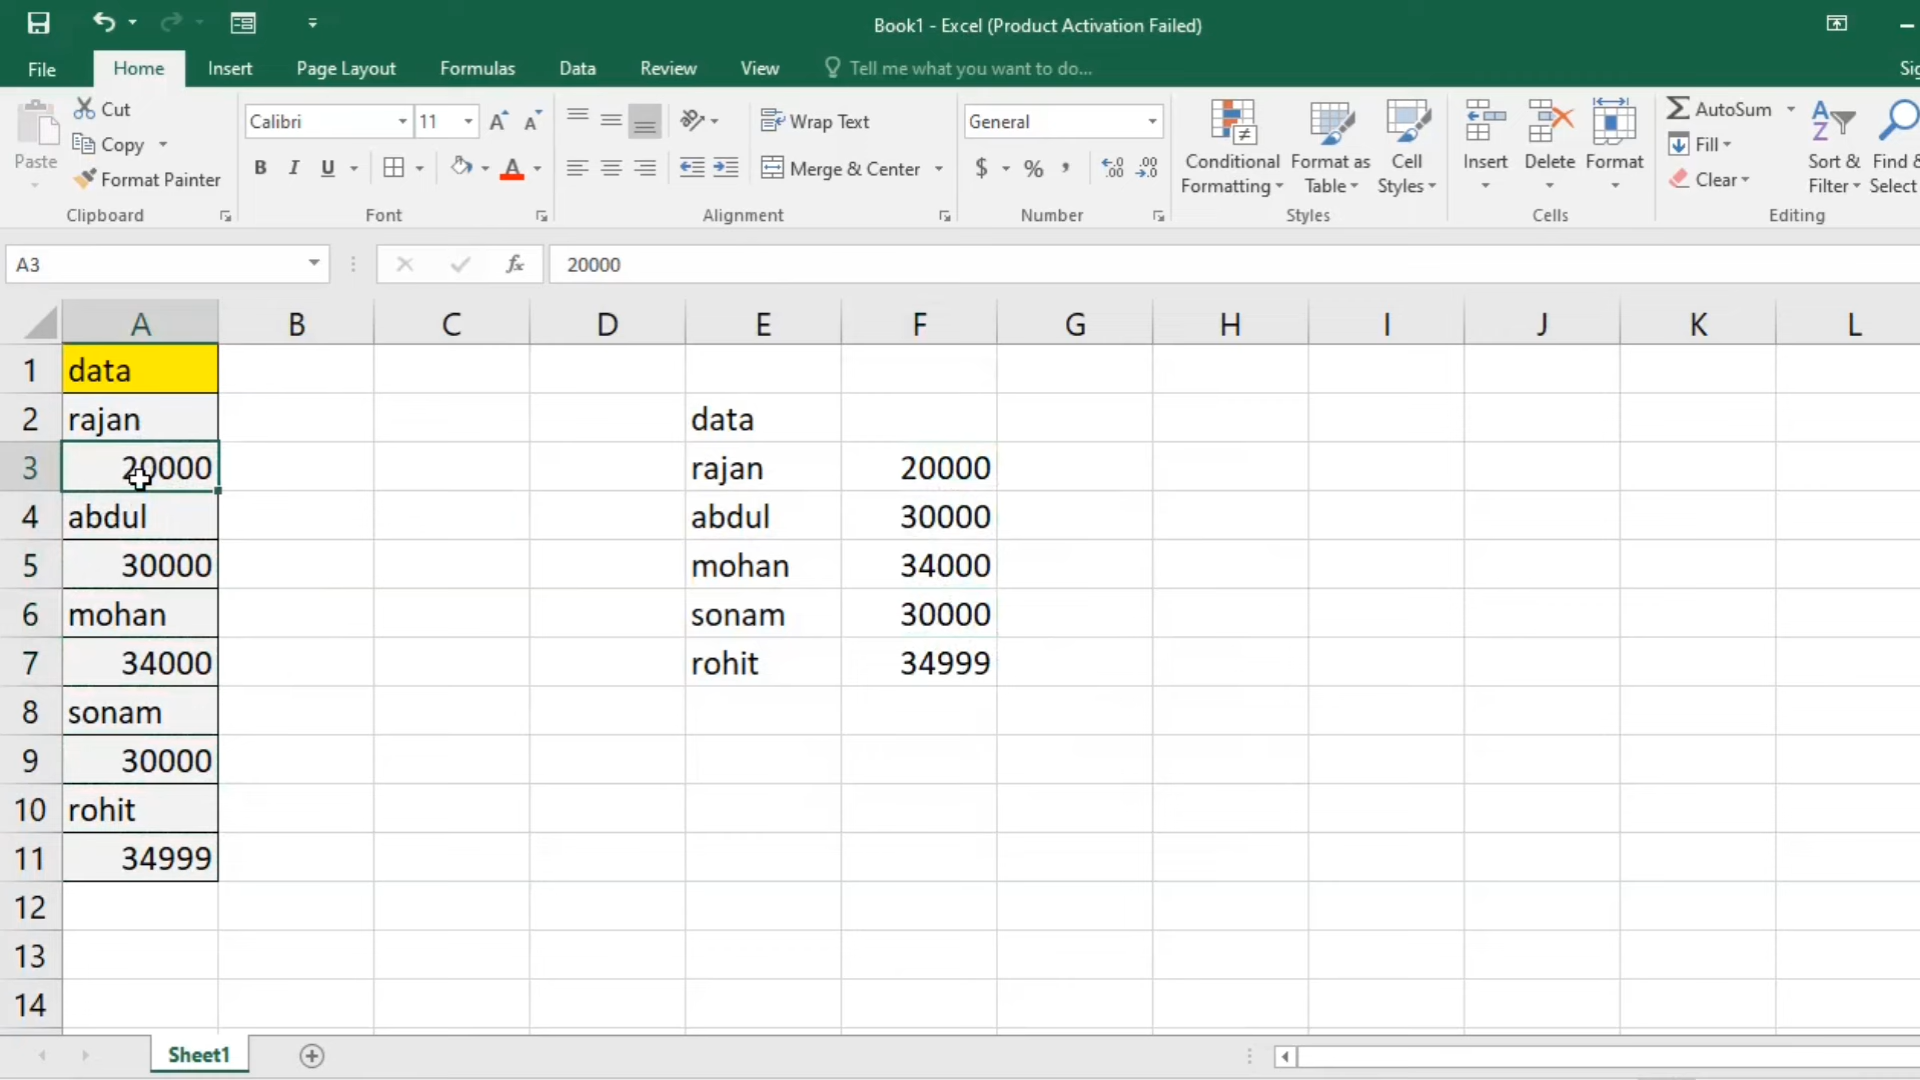 Book1 - Excel (Product Activation Failed)
File Home Insert Page Layout Formulas Data Review View Tell me what you want to do...
Paste
Cut
Copy
Format Painter
Clipboard
Calibri 11
B I U
Font
Wrap Text
Merge & Center
Alignment
General
$ % ,
Number
Conditional Formatting
Format as Table
Cell Styles
Styles
Insert
Delete
Format
Cells
AutoSum
Fill
Clear
Sort & Filter
Find &
Select
Editing
A3 fx 20000
A B C D E F G H I J K L
1 data
2 rajan data
3 20000 rajan 20000
4 abdul abdul 30000
5 30000 mohan 34000
6 mohan sonam 30000
7 34000 rohit 34999
8 sonam
9 30000
10 rohit
11 34999
12
13
14
Sheet1